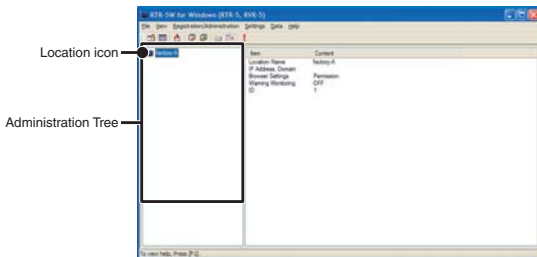 RTR-5W for Windows (RTR-5, RVR-5)
File View Registration/Administration Settings Data Help
Location icon
factory-A
Item Content
Location Name factory-A
IP Address, Domain
Browser Settings Permission
Warning Monitoring OFF
ID 1
Administration Tree
To view help, Press [F1].